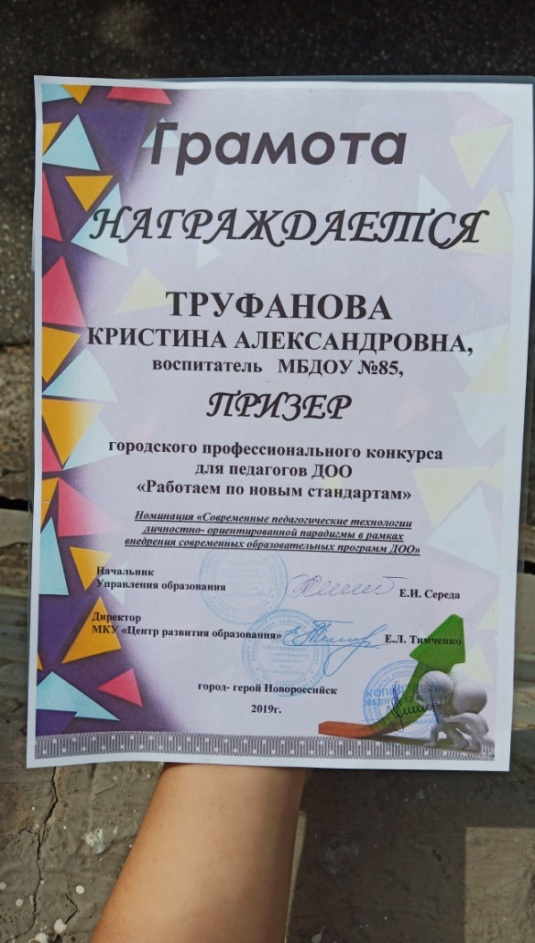 Грамота
НАГРАЖДАЕТСЯ
ТРУФАНОВА
КРИСТИНА АЛЕКСАНДРОВНА,
воспитатель МБДОУ №85,
ПРИЗЕР
городского профессионального конкурса
для педагогов ДОО
«Работаем по новым стандартам»
Номинация «Современные педагогические технологии
личностно- ориентированной парадигмы в рамках
внедрения современных образовательных программ ДОО»
Начальник
Управления образования
Е.И. Середа
Директор
МКУ «Центр развития образования»
Е.Л. Тимченко
город- герой Новороссийск
2019г.